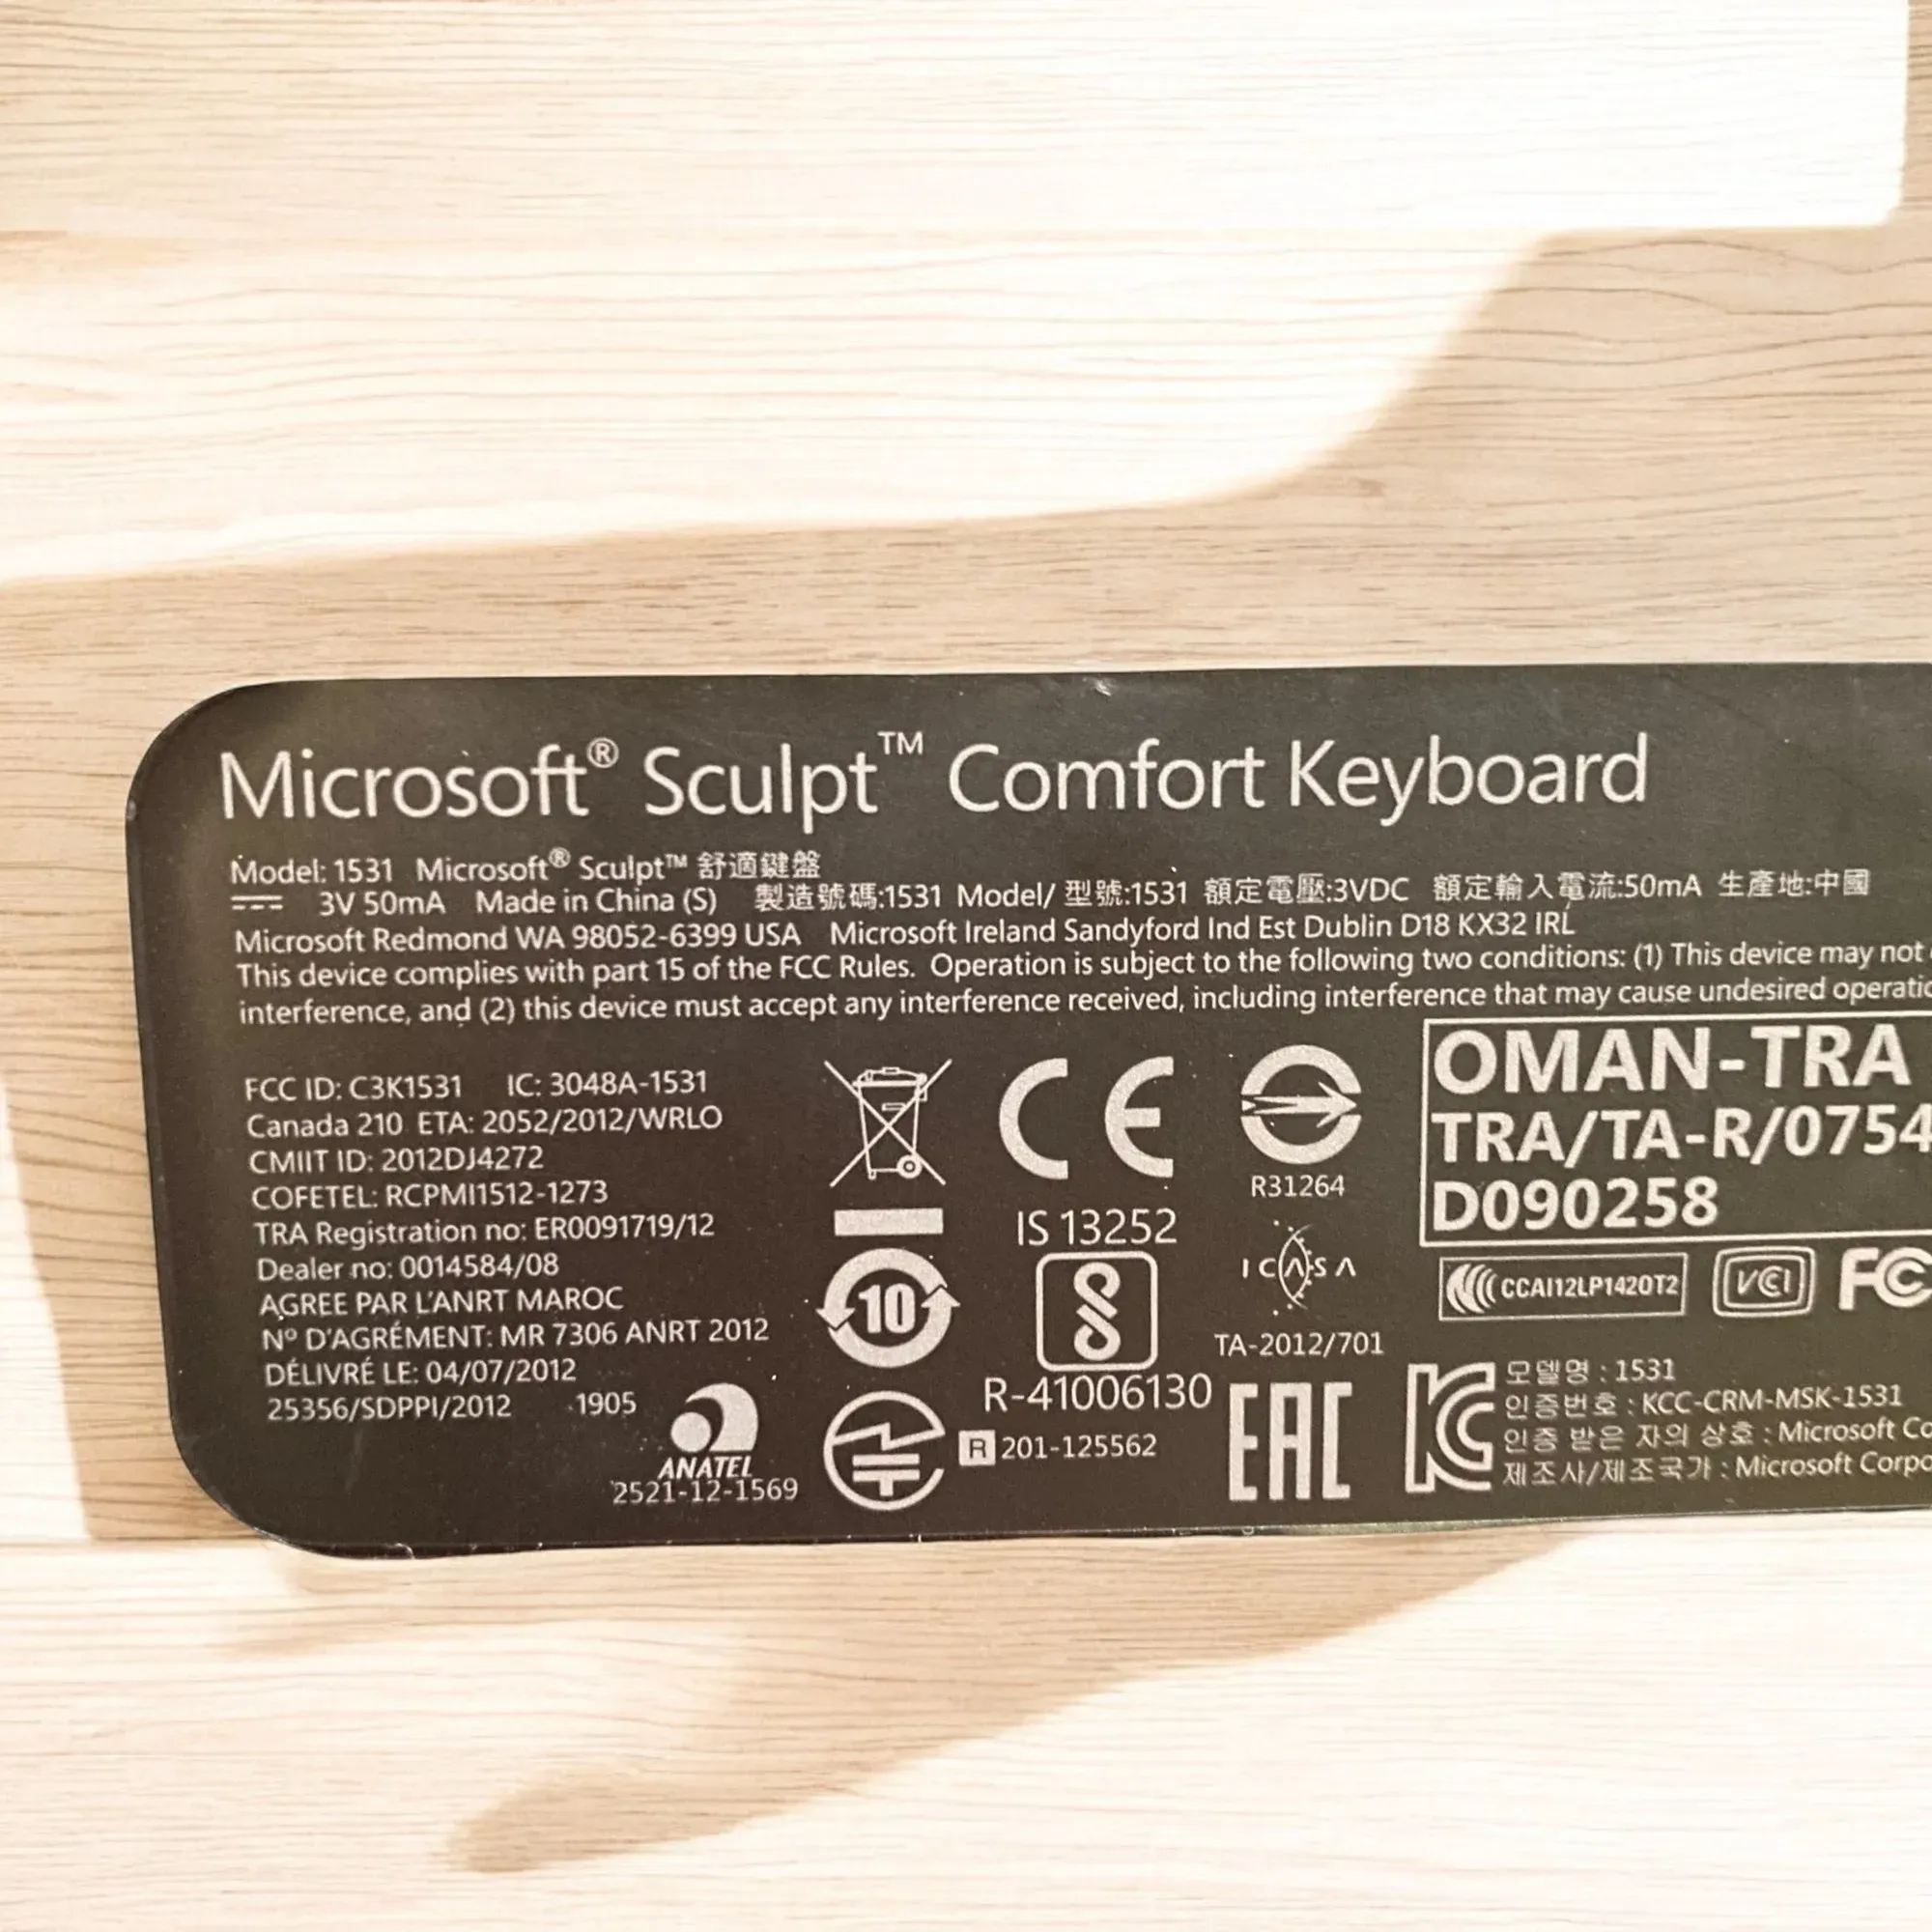 Microsoft® Sculpt™ Comfort Keyboard
Model: 1531 Microsoft® Sculpt™ 舒適鍵盤
3V 50mA Made in China (S) 製造號碼:1531 Model/ 型號:1531 額定電壓:3VDC 額定輸入電流:50mA 生產地:中國
Microsoft Redmond WA 98052-6399 USA Microsoft Ireland Sandyford Ind Est Dublin D18 KX32 IRL
This device complies with part 15 of the FCC Rules. Operation is subject to the following two conditions: (1) This device may not
interference, and (2) this device must accept any interference received, including interference that may cause undesired operatio
FCC ID: C3K1531 IC: 3048A-1531
Canada 210 ETA: 2052/2012/WRLO
CMIIT ID: 2012DJ4272
COFETEL: RCPMI1512-1273
TRA Registration no: ER0091719/12
Dealer no: 0014584/08
AGREE PAR L'ANRT MAROC
Nº D'AGRÉMENT: MR 7306 ANRT 2012
DÉLIVRÉ LE: 04/07/2012
25356/SDPPI/2012 1905
ANATEL
2521-12-1569
10
R 201-125562
CE
IS 13252
R-41006130
R31264
ICASA
TA-2012/701
EAC
OMAN-TRA
TRA/TA-R/0754
D090258
CCAI12LP1420T2
VCI
FC
모델명 : 1531
인증번호 : KCC-CRM-MSK-1531
인증 받은 자의 상호 : Microsoft Co
제조사/제조국가 : Microsoft Corpo